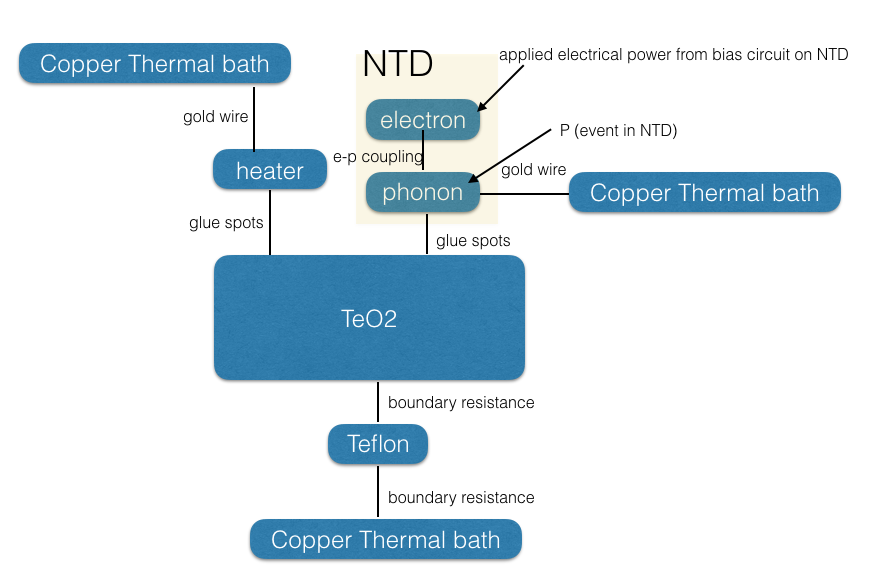 NTD
applied electrical power from bias circuit on NTD
Copper Thermal bath
gold wire
electron
P (event in NTD)
e-p coupling
heater
gold wire
phonon
Copper Thermal bath
glue spots
glue spots
TeO2
boundary resistance
Teflon
boundary resistance
Copper Thermal bath